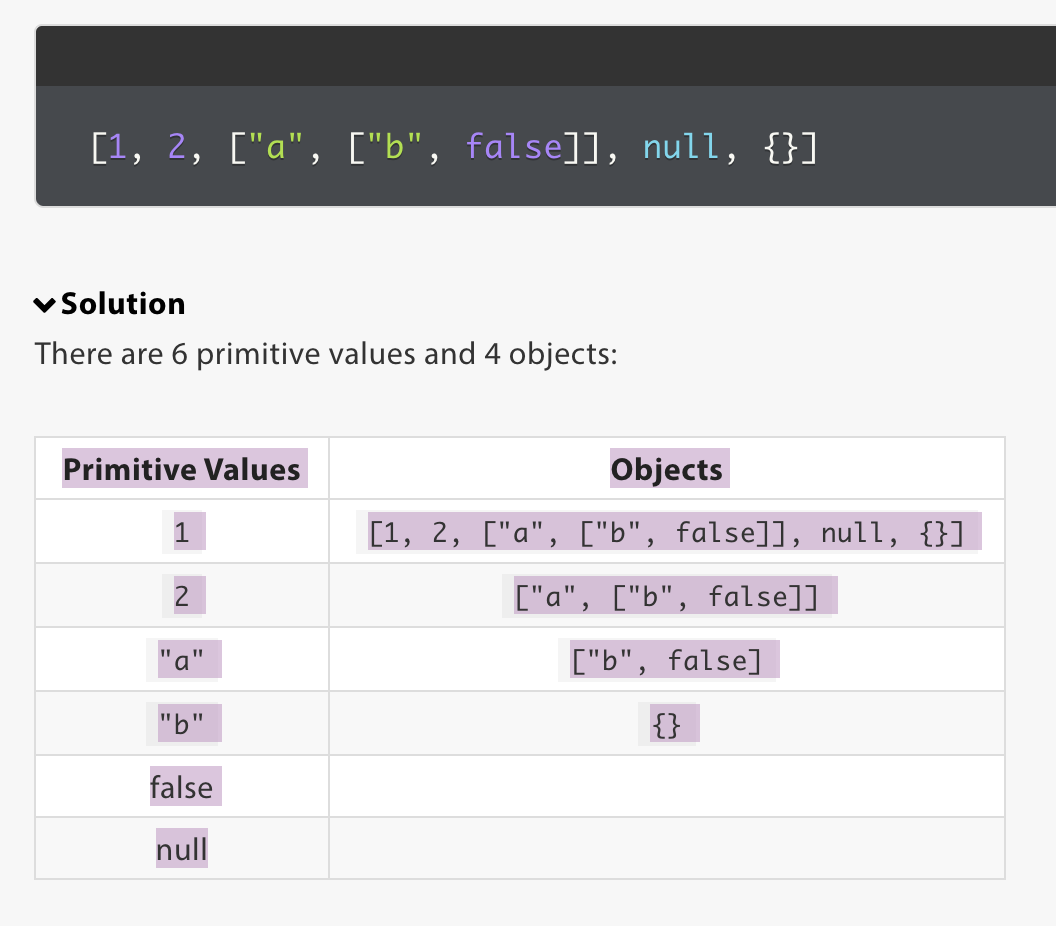 [1, 2, ["a", ["b", false]], null, {}]
Solution
There are 6 primitive values and 4 objects:
Primitive Values Objects
1 [1, 2, ["a", ["b", false]], null, {}]
2 ["a", ["b", false]]
"a" ["b", false]
"b" {}
false
null